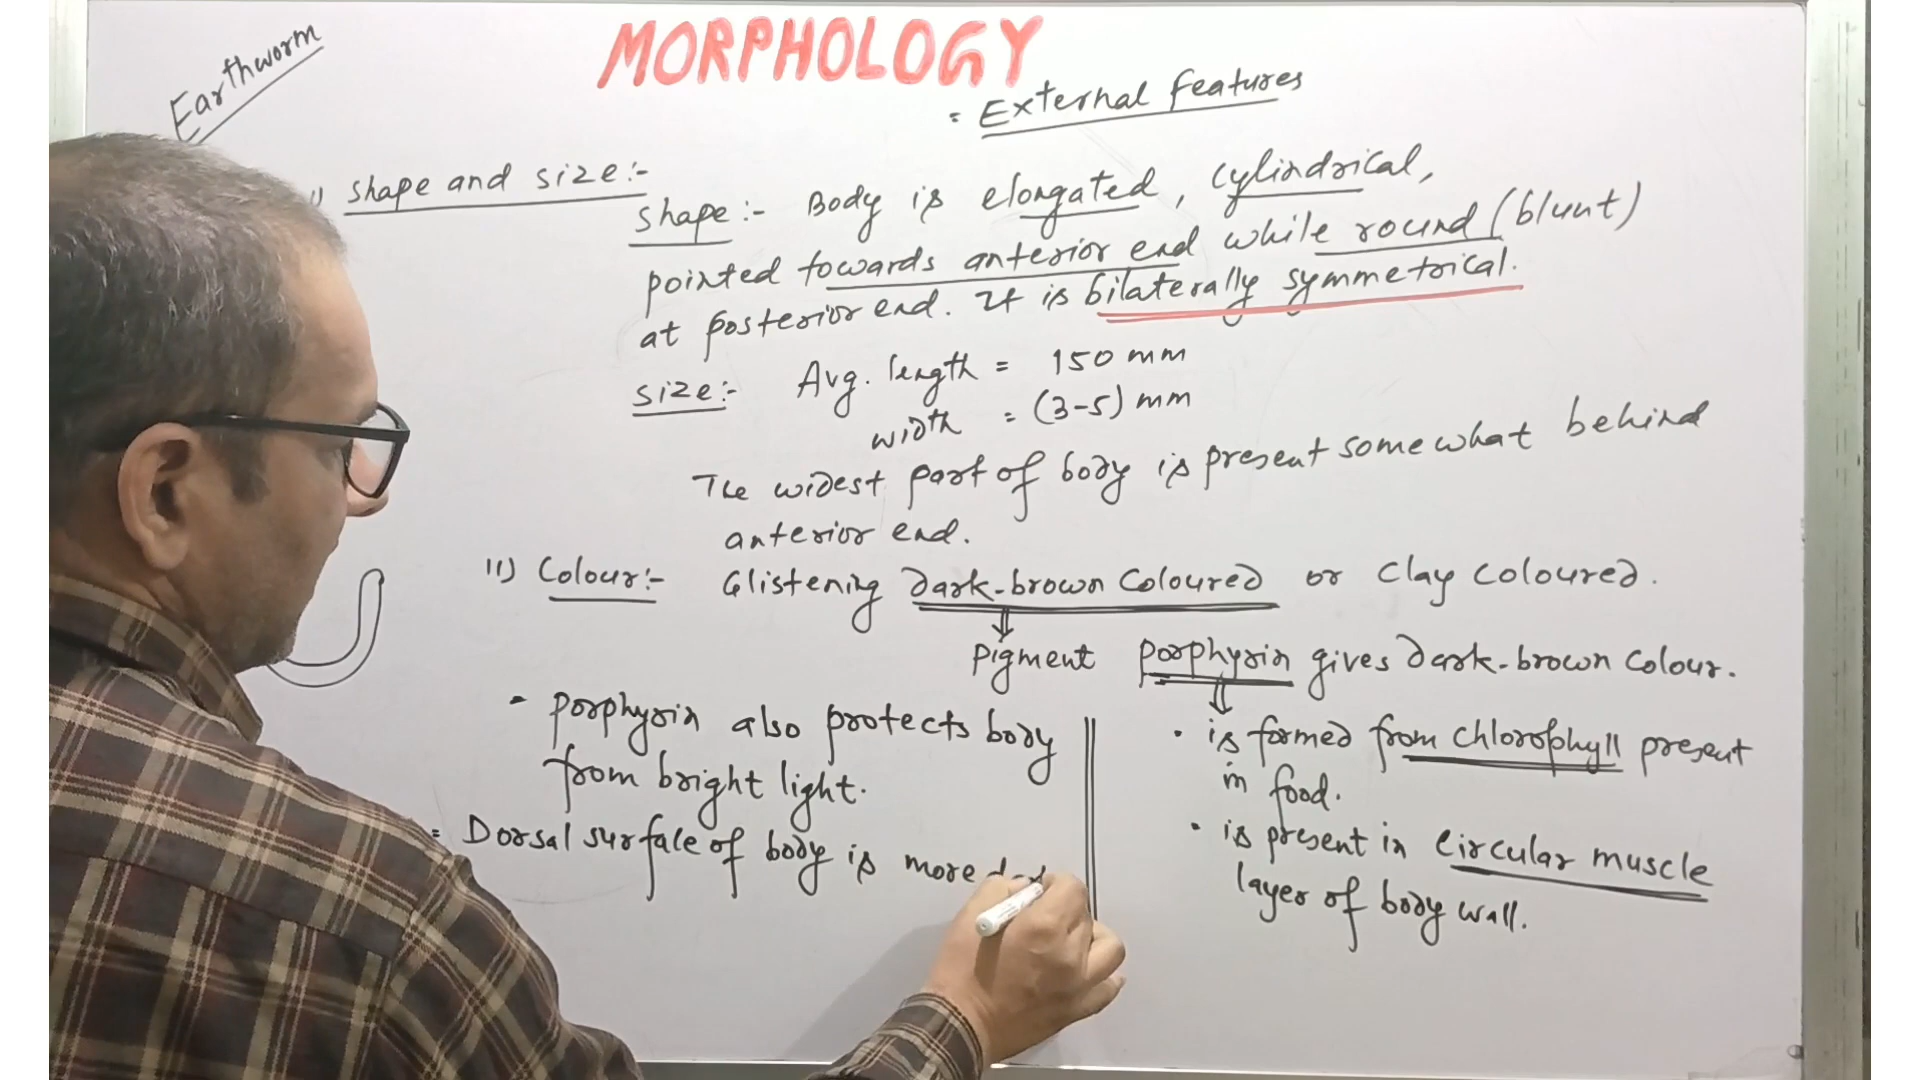 Earthworm
MORPHOLOGY
= External features
i) Shape and size:-
Shape:- Body is elongated, cylindrical,
pointed towards anterior end while round (blunt)
at posterior end. It is bilaterally symmetrical.
Size:- Avg. length = 150 mm
width = (3-5) mm
The widest part of body is present somewhat behind
anterior end.
ii) Colour:- Glistening dark-brown coloured or clay coloured.
⇓
Pigment porphyrin gives dark-brown colour.
⇓
• porphyrin also protects body
from bright light.
= Dorsal surface of body is more
• is formed from chlorophyll present
in food.
• is present in circular muscle
layer of body wall.